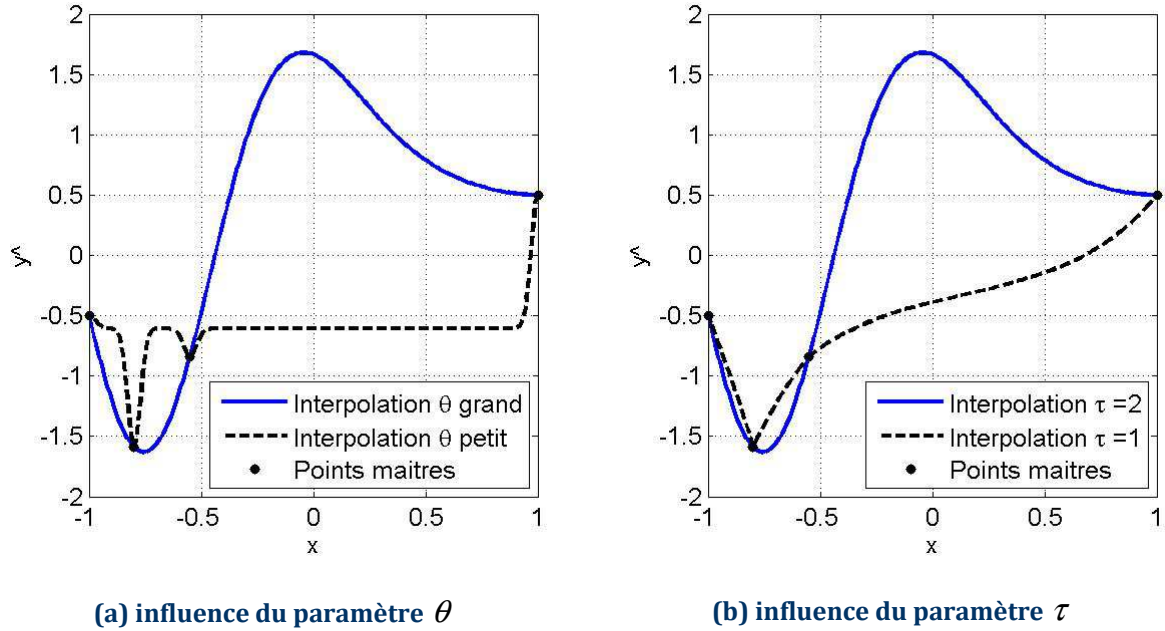 2
1.5
1
0.5
0
-0.5
-1
-1.5
-2
y^
-1
-0.5
0
0.5
1
x
Interpolation θ grand
Interpolation θ petit
Points maitres
(a) influence du paramètre θ
2
1.5
1
0.5
0
-0.5
-1
-1.5
-2
y^
-1
-0.5
0
0.5
1
x
Interpolation τ =2
Interpolation τ =1
Points maitres
(b) influence du paramètre τ